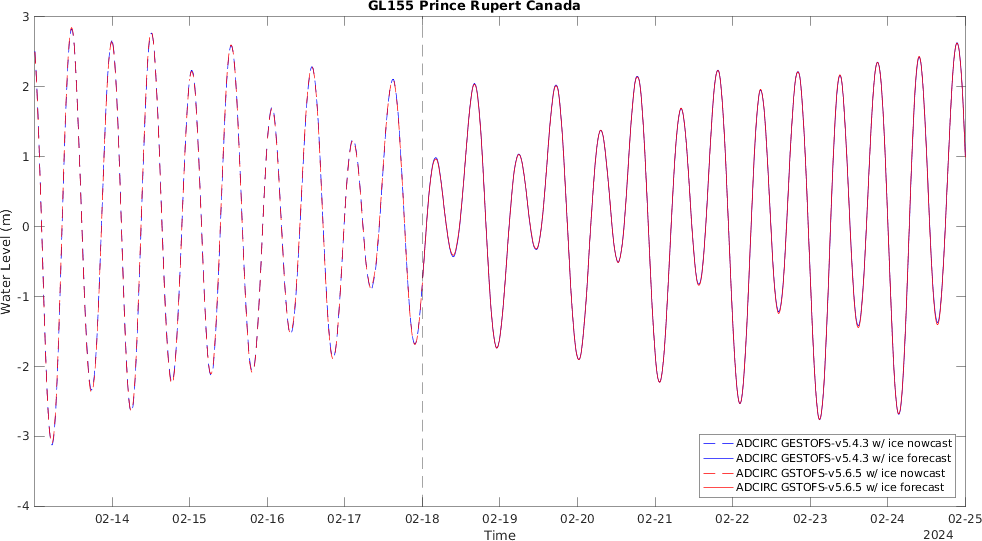 GL155 Prince Rupert Canada
3
2
1
0
-1
-2
-3
-4
Water Level (m)
ADCIRC GESTOFS-v5.4.3 w/ ice nowcast
ADCIRC GESTOFS-v5.4.3 w/ ice forecast
ADCIRC GSTOFS-v5.6.5 w/ ice nowcast
ADCIRC GSTOFS-v5.6.5 w/ ice forecast
02-14 02-15 02-16 02-17 02-18 02-19 02-20 02-21 02-22 02-23 02-24 02-25
Time 2024